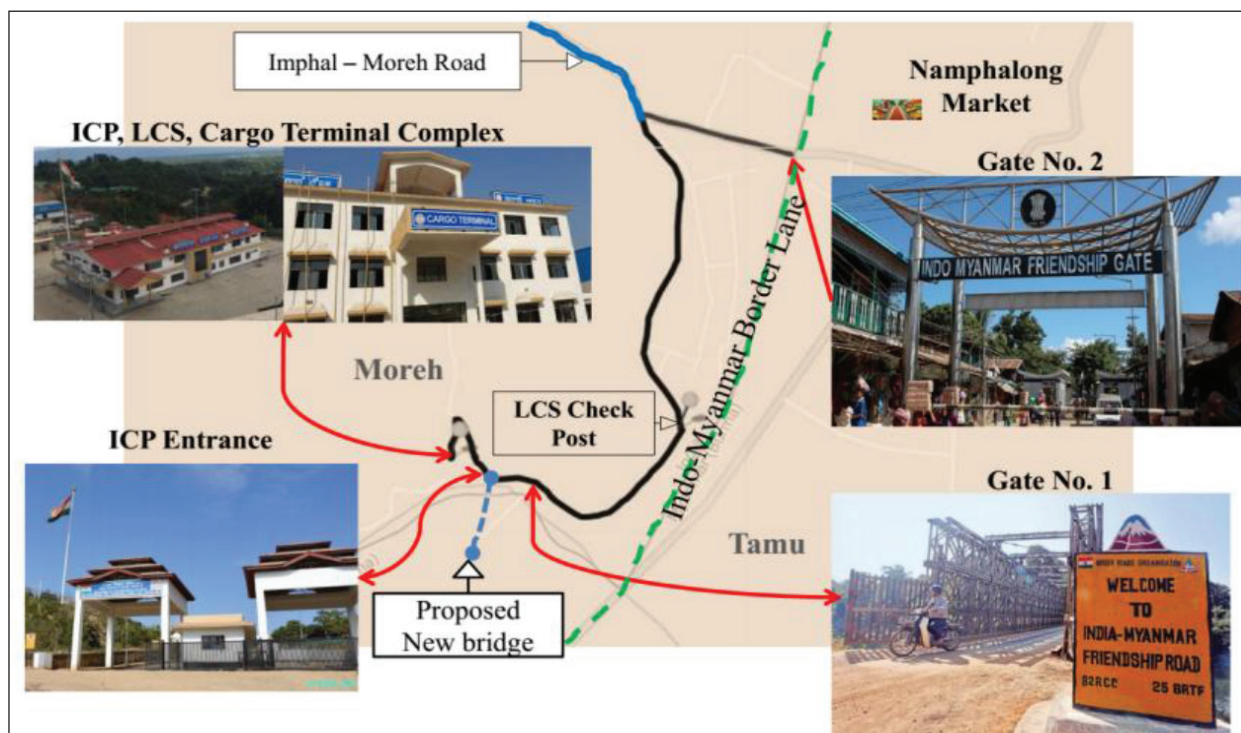 Imphal – Moreh Road
Namphalong
Market
ICP, LCS, Cargo Terminal Complex
CARGO TERMINAL
Gate No. 2
INDO MYANMAR FRIENDSHIP GATE
Indo-Myanmar Border Lane
Moreh
LCS Check
Post
ICP Entrance
Gate No. 1
Tamu
Proposed
New bridge
BORDER ROADS ORGANISATION
WELCOME
TO
INDIA-MYANMAR
FRIENDSHIP ROAD
82RCC 25 BRTF